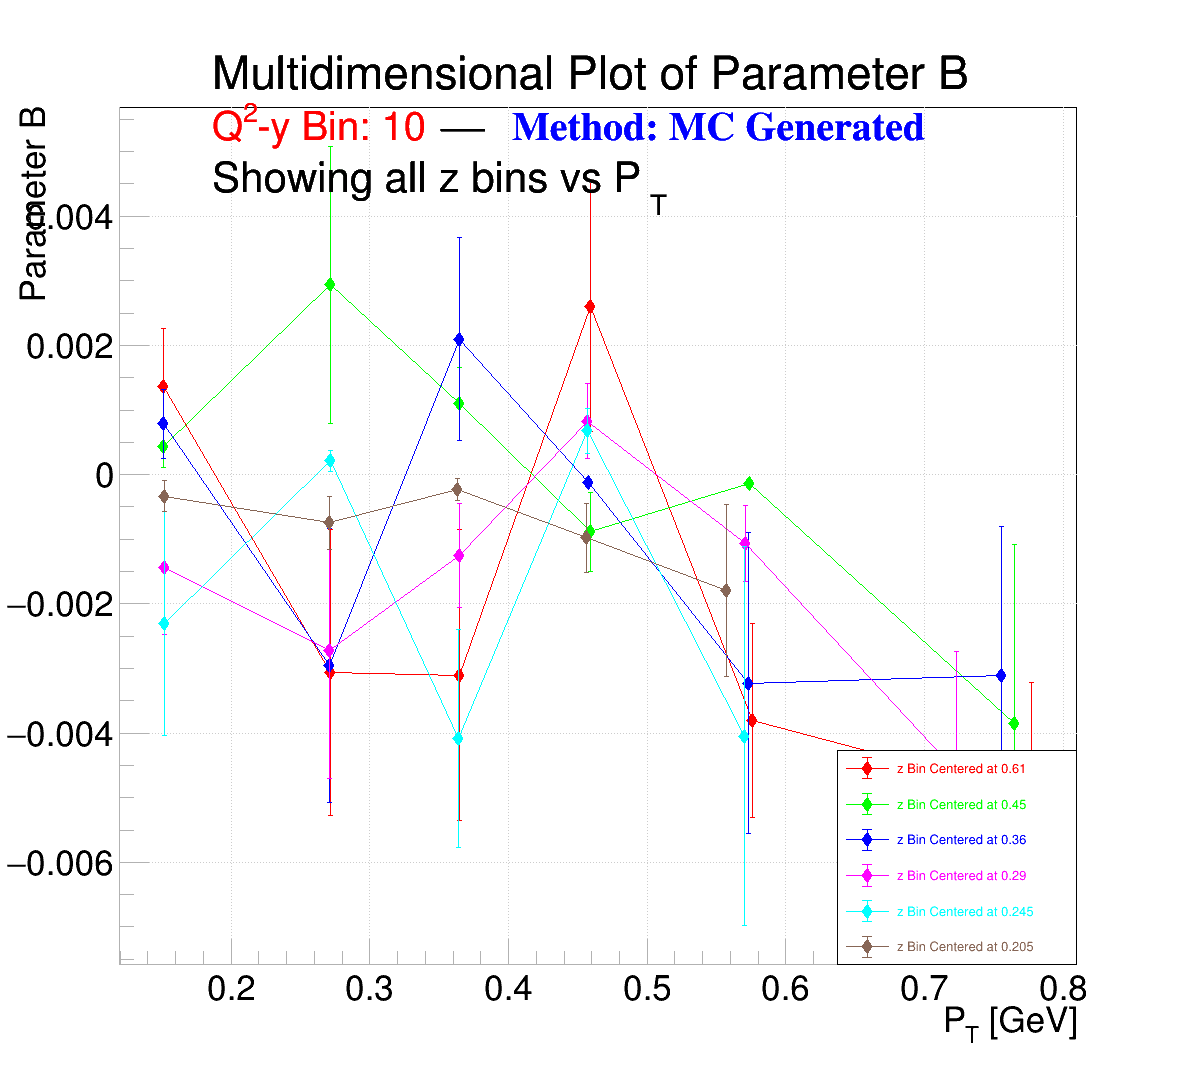 Multidimensional Plot of Parameter B
Q²-y Bin: 10 — Method: MC Generated
Showing all z bins vs P_T
Parameter B
0.004
0.002
0
−0.002
−0.004
−0.006
z Bin Centered at 0.61
z Bin Centered at 0.45
z Bin Centered at 0.36
z Bin Centered at 0.29
z Bin Centered at 0.245
z Bin Centered at 0.205
0.2 0.3 0.4 0.5 0.6 0.7 0.8
P_T [GeV]